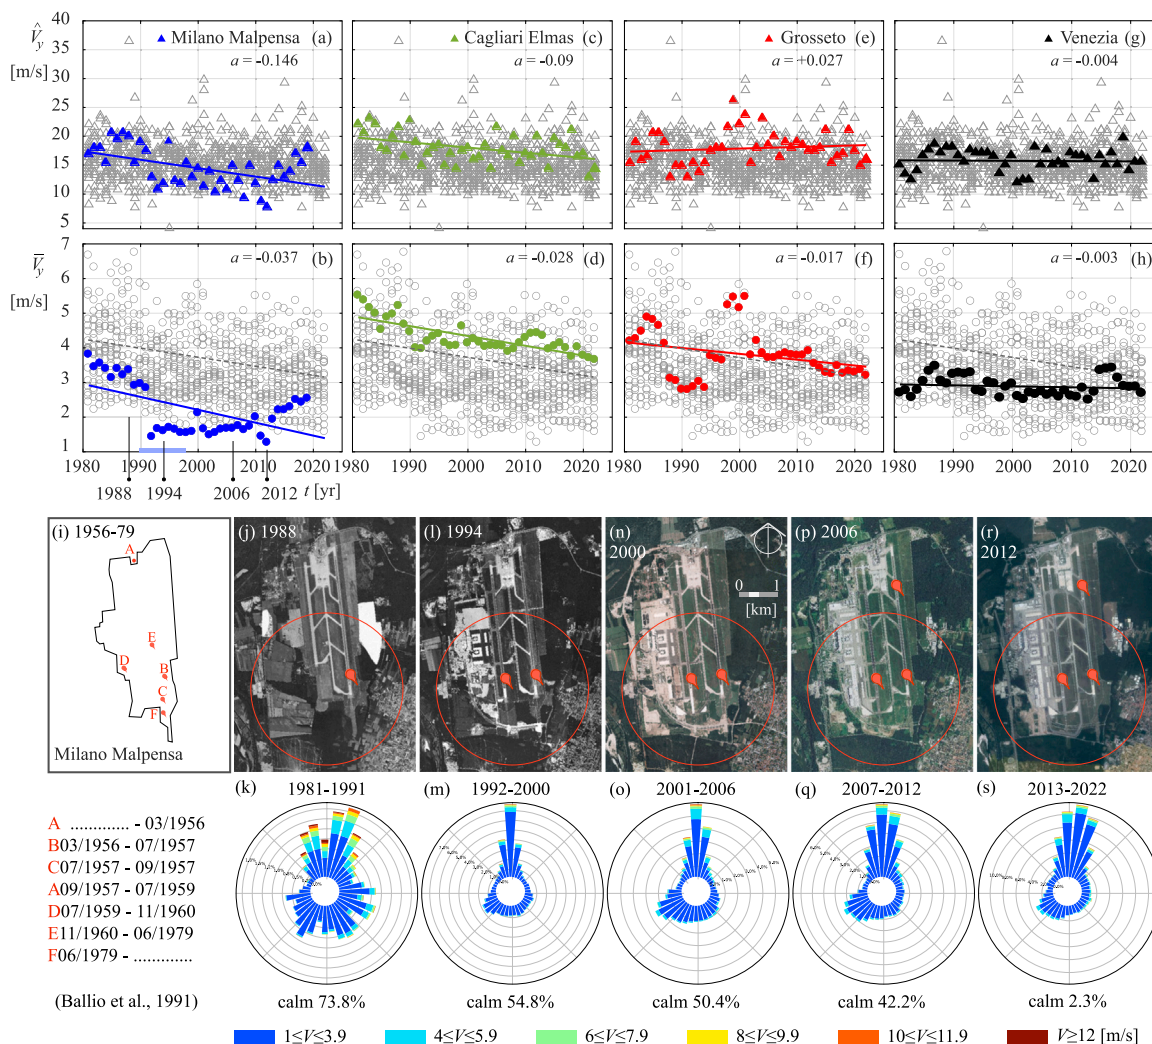 V̂y
[m/s]
40
35
30
25
20
15
10
5
Milano Malpensa (a)
a = -0.146
Cagliari Elmas (c)
a = -0.09
Grosseto (e)
a = +0.027
Venezia (g)
a = -0.004
V̄y
[m/s]
7
6
5
4
3
2
1
a = -0.037 (b)
a = -0.028 (d)
a = -0.017 (f)
a = -0.003 (h)
1980 1990 2000 2010 2020 1980 1990 2000 2010 2020 1980 1990 2000 2010 2020 1980 1990 2000 2010 2020
1988 1994 2006 2012 t [yr]
(i) 1956-79
A
E
D
B
C
F
Milano Malpensa
(j) 1988
(l) 1994
(n)
2000
0 1
[km]
(p) 2006
(r)
2012
A ............. - 03/1956
B03/1956 - 07/1957
C07/1957 - 09/1957
A09/1957 - 07/1959
D07/1959 - 11/1960
E11/1960 - 06/1979
F06/1979 - .............
(Ballio et al., 1991)
(k) 1981-1991
calm 73.8%
(m) 1992-2000
calm 54.8%
(o) 2001-2006
calm 50.4%
(q) 2007-2012
calm 42.2%
(s) 2013-2022
calm 2.3%
1≤V≤3.9 4≤V≤5.9 6≤V≤7.9 8≤V≤9.9 10≤V≤11.9 V≥12 [m/s]